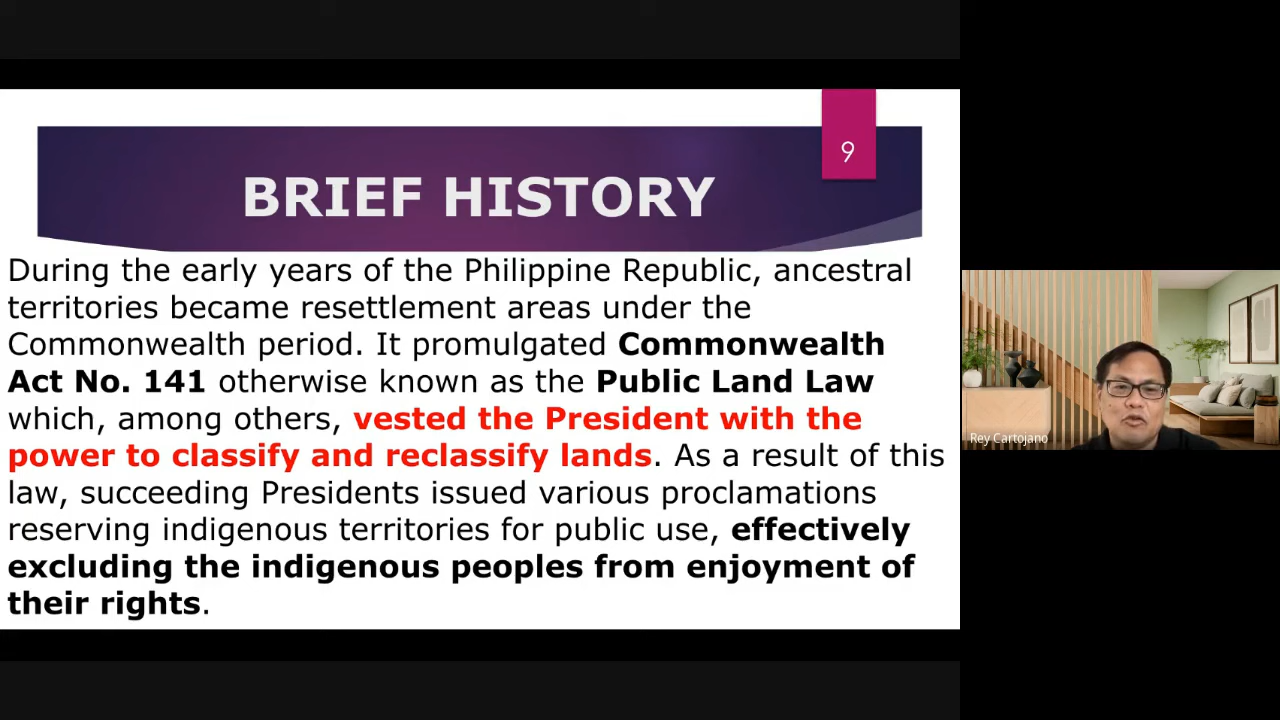 9
BRIEF HISTORY
During the early years of the Philippine Republic, ancestral
territories became resettlement areas under the
Commonwealth period. It promulgated Commonwealth
Act No. 141 otherwise known as the Public Land Law
which, among others, vested the President with the
power to classify and reclassify lands. As a result of this
law, succeeding Presidents issued various proclamations
reserving indigenous territories for public use, effectively
excluding the indigenous peoples from enjoyment of
their rights.
Rey Cartojano